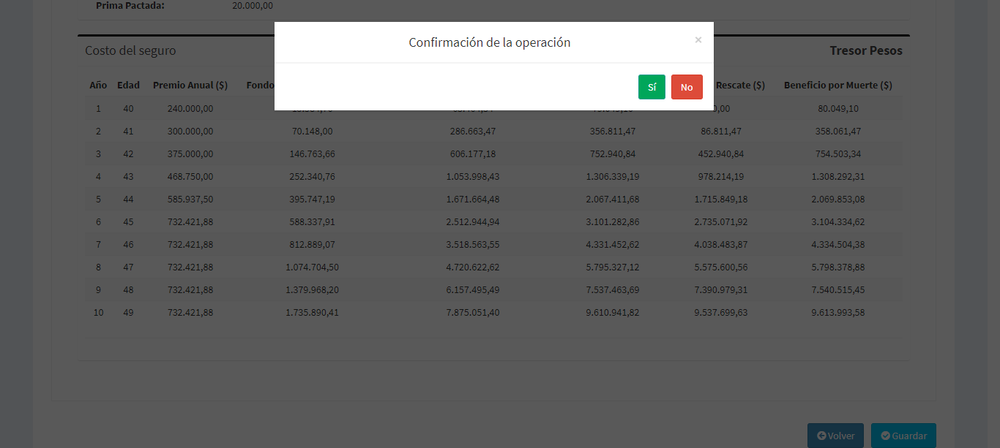 Prima Pactada: 20.000,00
Confirmación de la operación ×
Sí No
Costo del seguro Tresor Pesos
Año Edad Premio Anual ($) Fondo Rescate ($) Beneficio por Muerte ($)
1 40 240.000,00 0,00 80.049,10
2 41 300.000,00 70.148,00 286.663,47 356.811,47 86.811,47 358.061,47
3 42 375.000,00 146.763,66 606.177,18 752.940,84 452.940,84 754.503,34
4 43 468.750,00 252.340,76 1.053.998,43 1.306.339,19 978.214,19 1.308.292,31
5 44 585.937,50 395.747,19 1.671.664,48 2.067.411,68 1.715.849,18 2.069.853,08
6 45 732.421,88 588.337,91 2.512.944,94 3.101.282,86 2.735.071,92 3.104.334,62
7 46 732.421,88 812.889,07 3.518.563,55 4.331.452,62 4.038.483,87 4.334.504,38
8 47 732.421,88 1.074.704,50 4.720.622,62 5.795.327,12 5.575.600,56 5.798.378,88
9 48 732.421,88 1.379.968,20 6.157.495,49 7.537.463,69 7.390.979,31 7.540.515,45
10 49 732.421,88 1.735.890,41 7.875.051,40 9.610.941,82 9.537.699,63 9.613.993,58
Volver Guardar